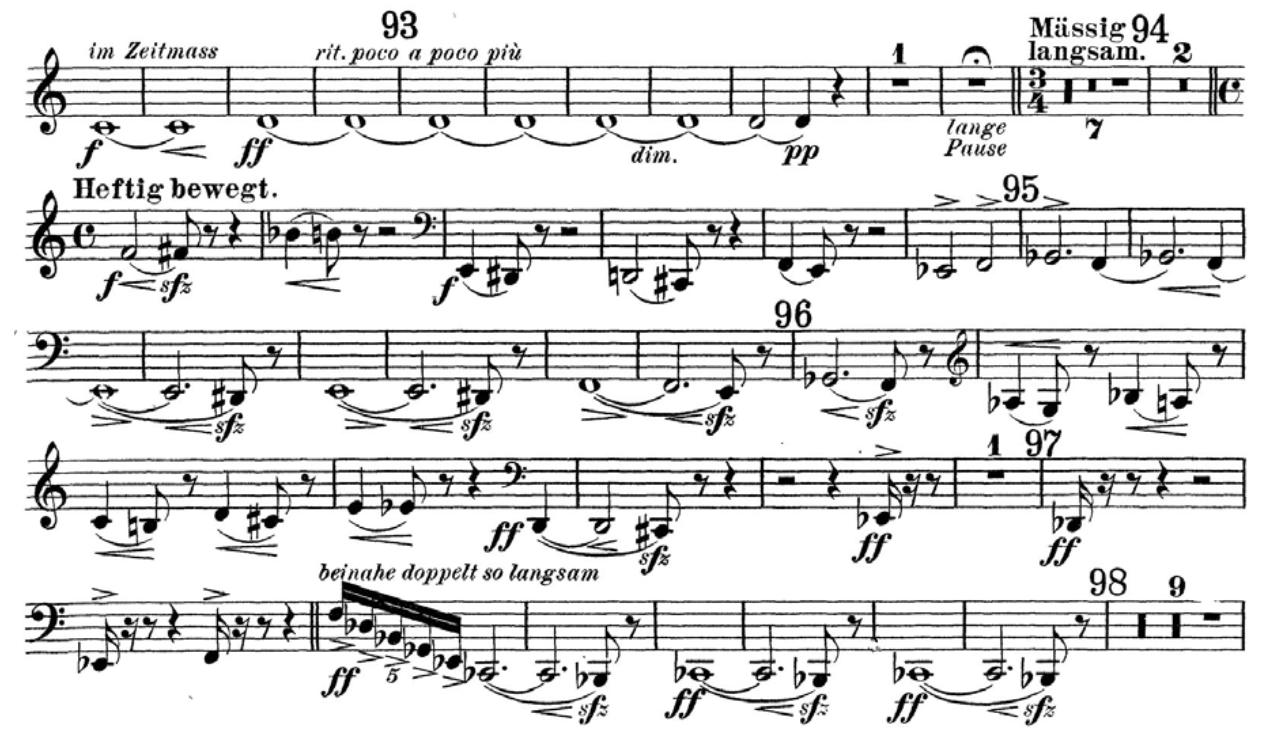 93
im Zeitmass rit. poco a poco più 1 Mässig 94
langsam. 2
3
4
7
f ff dim. pp lange
Pause
Heftig bewegt.
95
f sfz f
96
sfz sfz sfz sfz
1 97
ff sfz ff ff
beinahe doppelt so langsam
98
9
ff 5 sfz ff sfz ff sfz